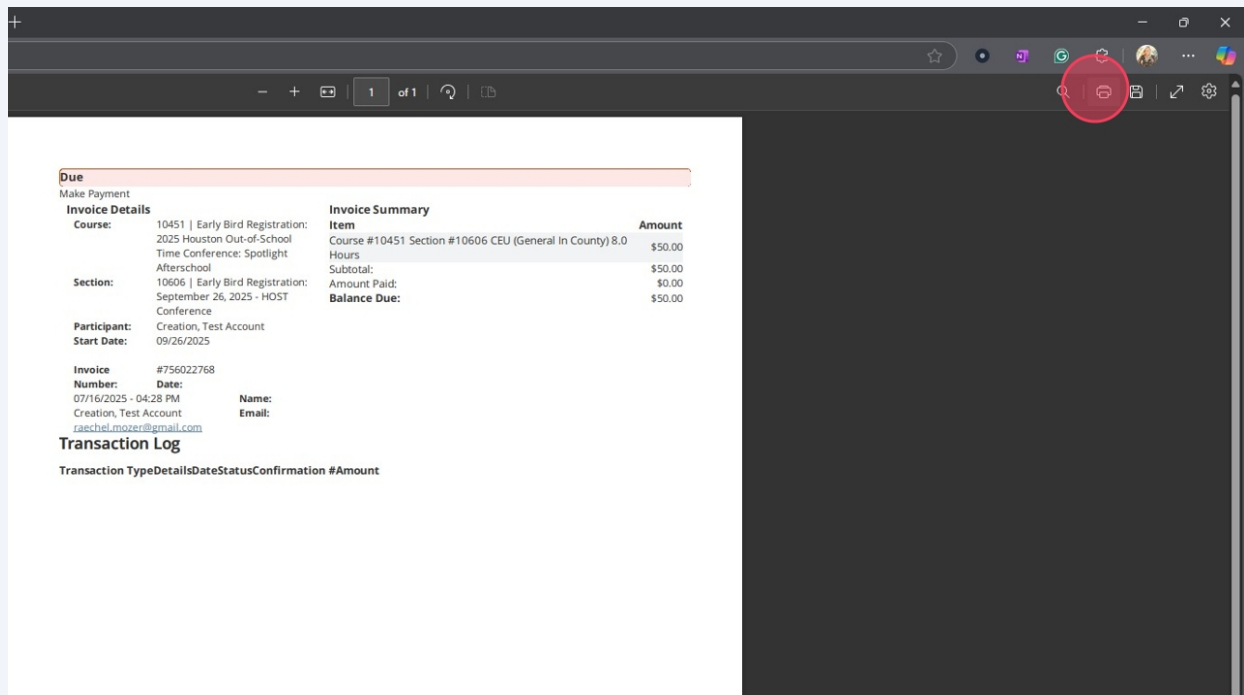 1 of 1
Due
Make Payment
Invoice Details
Course: 10451 | Early Bird Registration:
2025 Houston Out-of-School
Time Conference: Spotlight
Afterschool
Section: 10606 | Early Bird Registration:
September 26, 2025 - HOST
Conference
Participant: Creation, Test Account
Start Date: 09/26/2025
Invoice #756022768
Number: Date:
07/16/2025 - 04:28 PM Name:
Creation, Test Account Email:
raechel.mozer@gmail.com
Invoice Summary
Item Amount
Course #10451 Section #10606 CEU (General In County) 8.0
Hours $50.00
Subtotal: $50.00
Amount Paid: $0.00
Balance Due: $50.00
Transaction Log
Transaction TypeDetailsDateStatusConfirmation #Amount